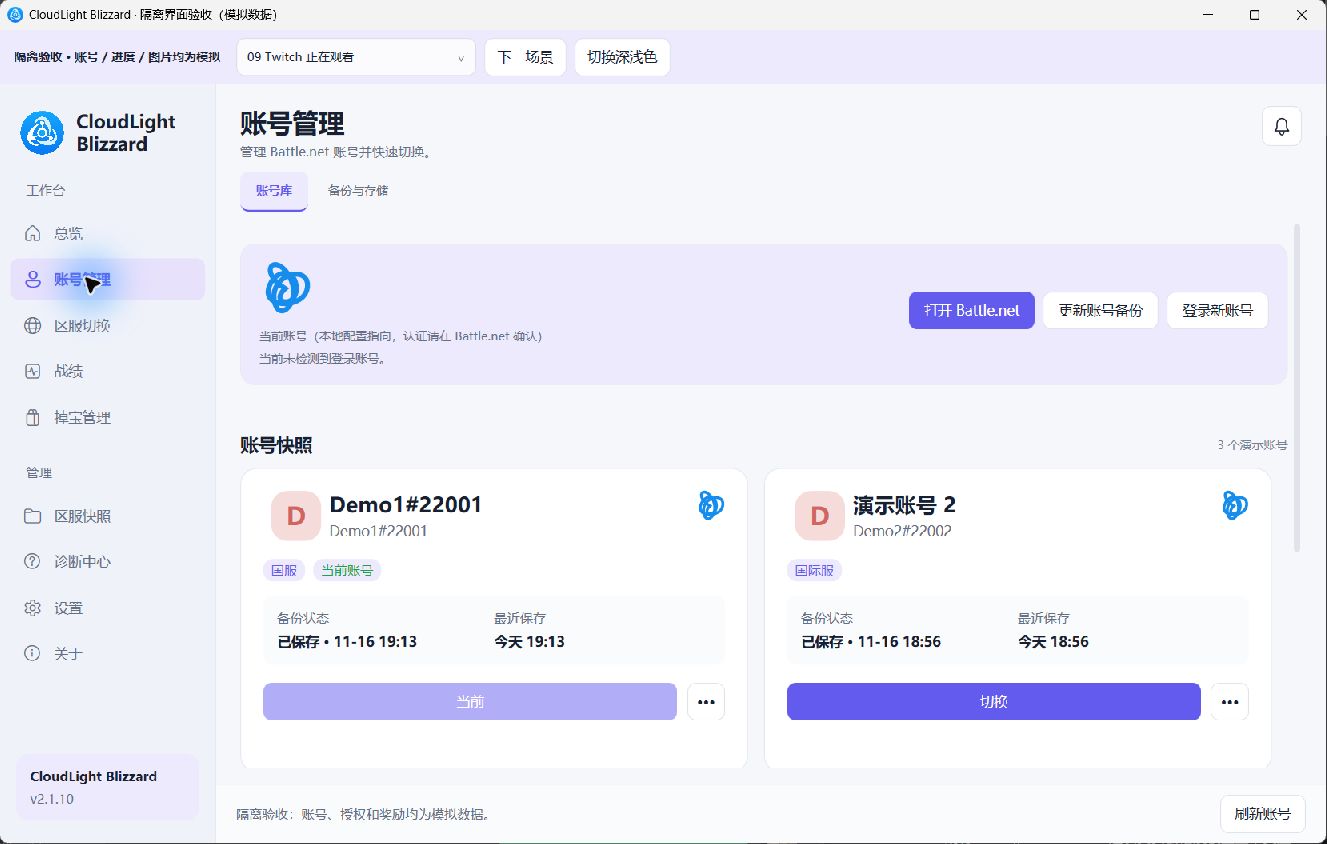 CloudLight Blizzard · 隔离界面验收（模拟数据）
隔离验收 • 账号 / 进度 / 图片均为模拟
09 Twitch 正在观看
下一场景
切换深浅色
CloudLight
Blizzard
工作台
总览
账号管理
区服切换
战绩
掉宝管理
管理
区服快照
诊断中心
设置
关于
CloudLight Blizzard
v2.1.10
账号管理
管理 Battle.net 账号并快速切换。
账号库
备份与存储
当前账号（本地配置指向，认证请在 Battle.net 确认）
当前未检测到登录账号。
打开 Battle.net
更新账号备份
登录新账号
账号快照
3 个演示账号
D
Demo1#22001
Demo1#22001
国服
当前账号
备份状态
最近保存
已保存 • 11-16 19:13
今天 19:13
当前
•••
D
演示账号 2
Demo2#22002
国际服
备份状态
最近保存
已保存 • 11-16 18:56
今天 18:56
切换
•••
隔离验收：账号、授权和奖励均为模拟数据。
刷新账号